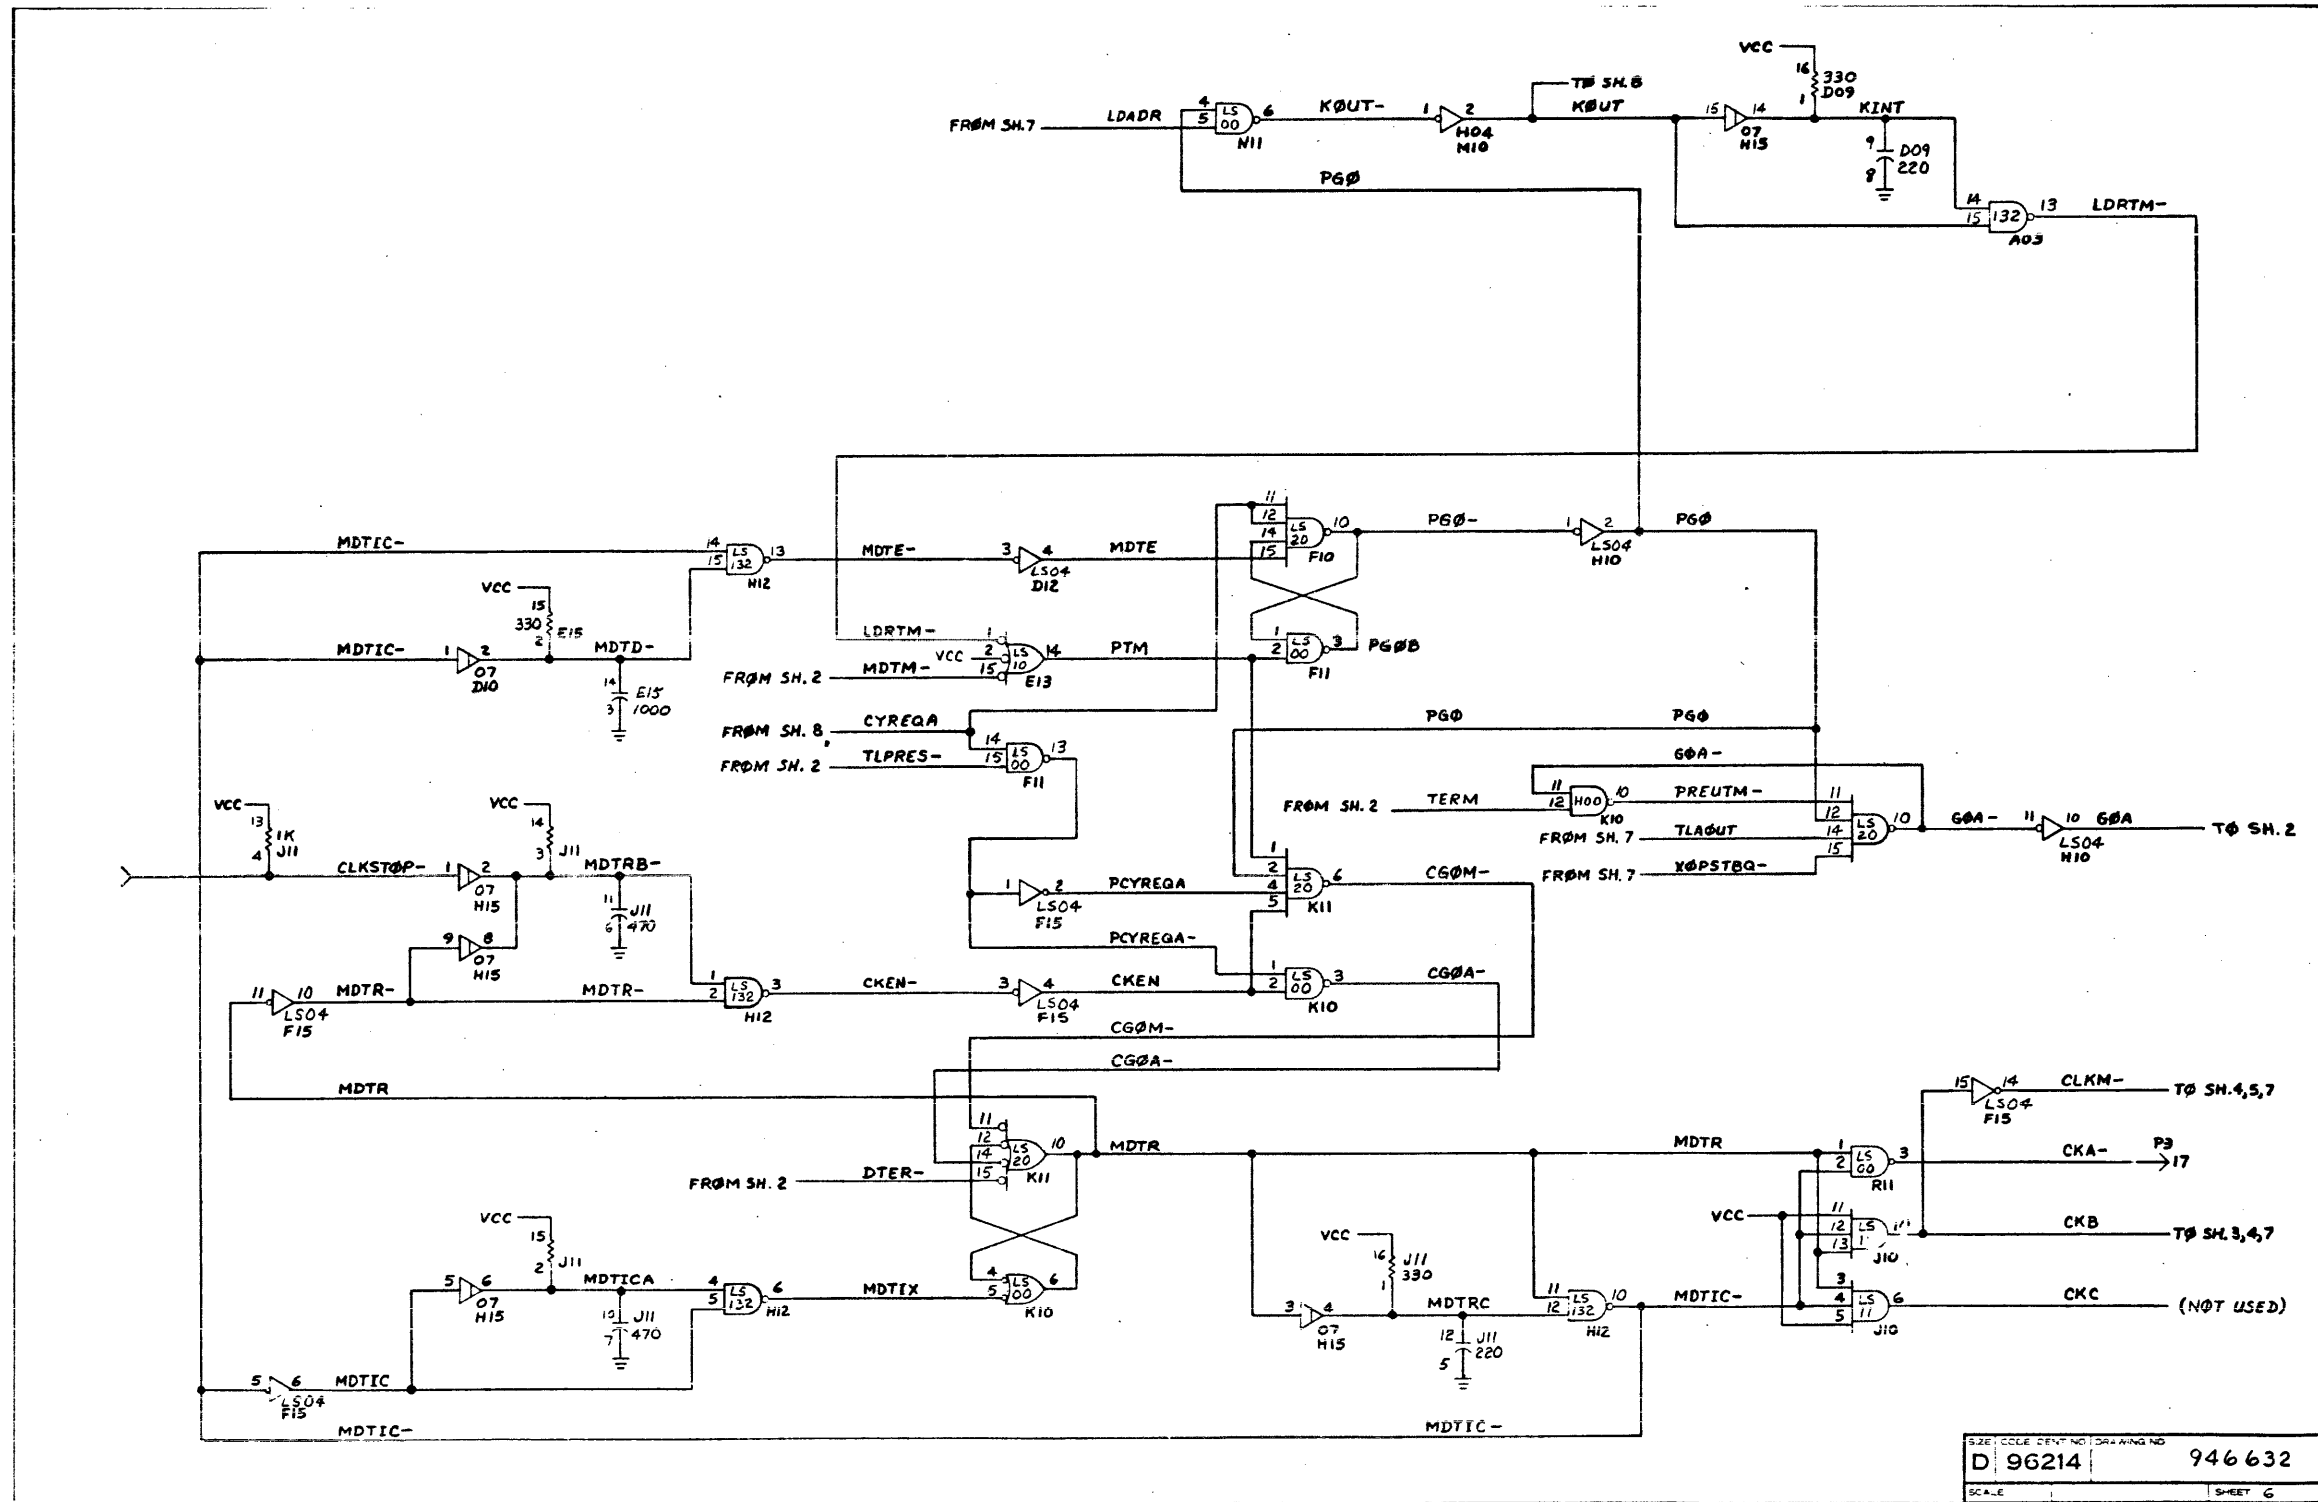 VCC
16 330
1 D09
TØ SH.8
FRØM SH.7 LDADR 4 5 LS 00 6 KØUT- 1 2 KØUT 15 14 KINT
N11 H04 M10 07 H15
9 D09
8 220
PGØ
14 15 132 13 LDRTM-
A03
11 12 14 15 LS 20 10 PGØ- 1 2 PGØ
F10 LS04 H10
MDTIC- 14 15 LS 132 13 MDTE- 3 4 MDTE
H12 LS04 D12
VCC
15
330 E15
2
MDTIC- 1 2 MDTD-
07 D10
14 E15
3 1000
LDRTM- 1
VCC 2 LS 10 14 PTM 1 2 LS 00 3 PGØB
FRØM SH. 2 MDTM- 15 E13 F11
FRØM SH. 8 CYREQA 14 LS 00 13
FRØM SH. 2 TLPRES- 15 F11
PGØ PGØ
GØA-
FRØM SH. 2 TERM 11 12 H00 10 PREUTM- 11
K10 12
FRØM SH. 7 TLAØUT 14 LS 20 10 GØA- 11 10 GØA TØ SH.2
FRØM SH.7 XØPSTBQ- 15 LS04 H10
VCC
13 1K
4 J11
VCC
14
3 J11
CLKSTØP- 1 2 MDTRB-
07 H15
11 J11
6 470
9 8
07 H15
1 2 PCYREQA 1 2 4 5 LS 20 6 CGØM-
LS04 F15 K11
PCYREQA- 1 2 LS 00 3 CGØA-
K10
11 10 MDTR- MDTR- 1 2 LS 132 3 CKEN- 3 4 CKEN
LS04 F15 H12 LS04 F15
CGØM-
CGØA-
MDTR
15 14 CLKM- TØ SH.4,5,7
LS04 F15
11 12 14 15 LS 20 10 MDTR MDTR 1 2 LS 00 3 CKA- P3 17
FRØM SH. 2 DTER- K11 R11
VCC 11 12 13 LS CKB TØ SH.3,4,7
J10
VCC
15
2 J11
5 6 MDTICA 4 5 LS 132 6 MDTIX 4 5 LS 00 6
07 H15 H12 K10
J11
7 470
VCC
16 J11
1 330
3 4 MDTRC 11 12 LS 132 10 MDTIC- 3 4 5 LS 11 6 CKC (NOT USED)
07 H15 H12 J10
12 J11
5 220
5 6 MDTIC
LS04 F15
MDTIC- MDTIC-
SIZE CODE IDENT NO DRAWING NO
D 96214 946632
SCALE SHEET 6